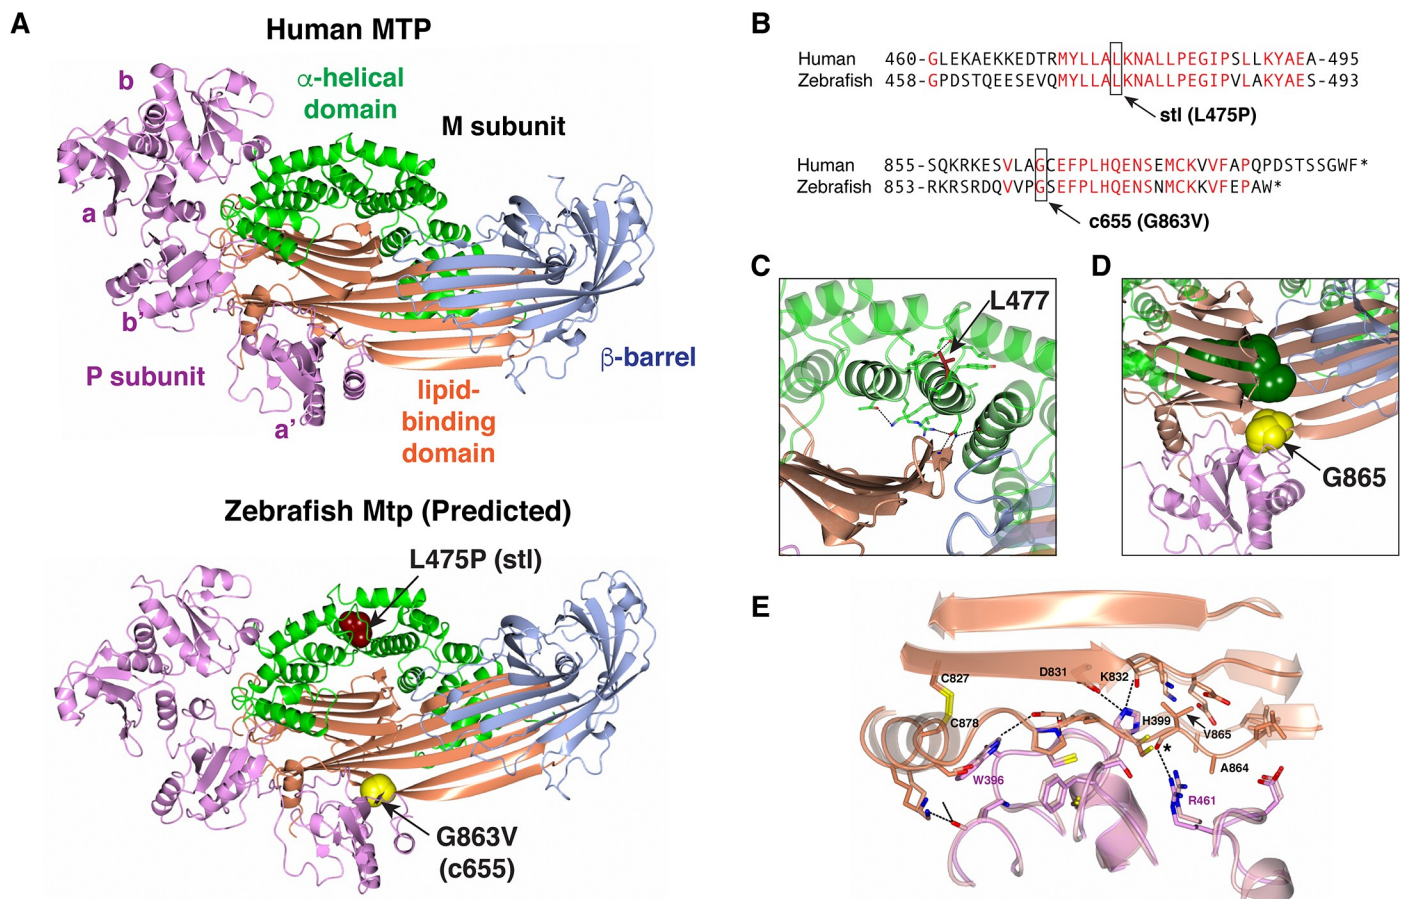 A
Human MTP
b
α-helical
domain
M subunit
a
b'
P subunit
β-barrel
lipid-
binding
domain
a'
Zebrafish Mtp (Predicted)
L475P (stl)
G863V
(c655)
B
Human 460-GLEKAEKKEDTRMYLLALKNALLPEGIPSLLKYAEA-495
Zebrafish 458-GPDSTQEESEVQMYLLALKNALLPEGIPVLAKYAES-493
stl (L475P)
Human 855-SQKRKESVLAGCEFPLHQENSEMCKVVFAPQPDSTSSGWF*
Zebrafish 853-RKRSRDQVVPGSEFPLHQENSNMCKKVFEPAW*
c655 (G863V)
C
L477
D
G865
E
C827
D831
K832
C878
H399
V865
*
W396
A864
R461